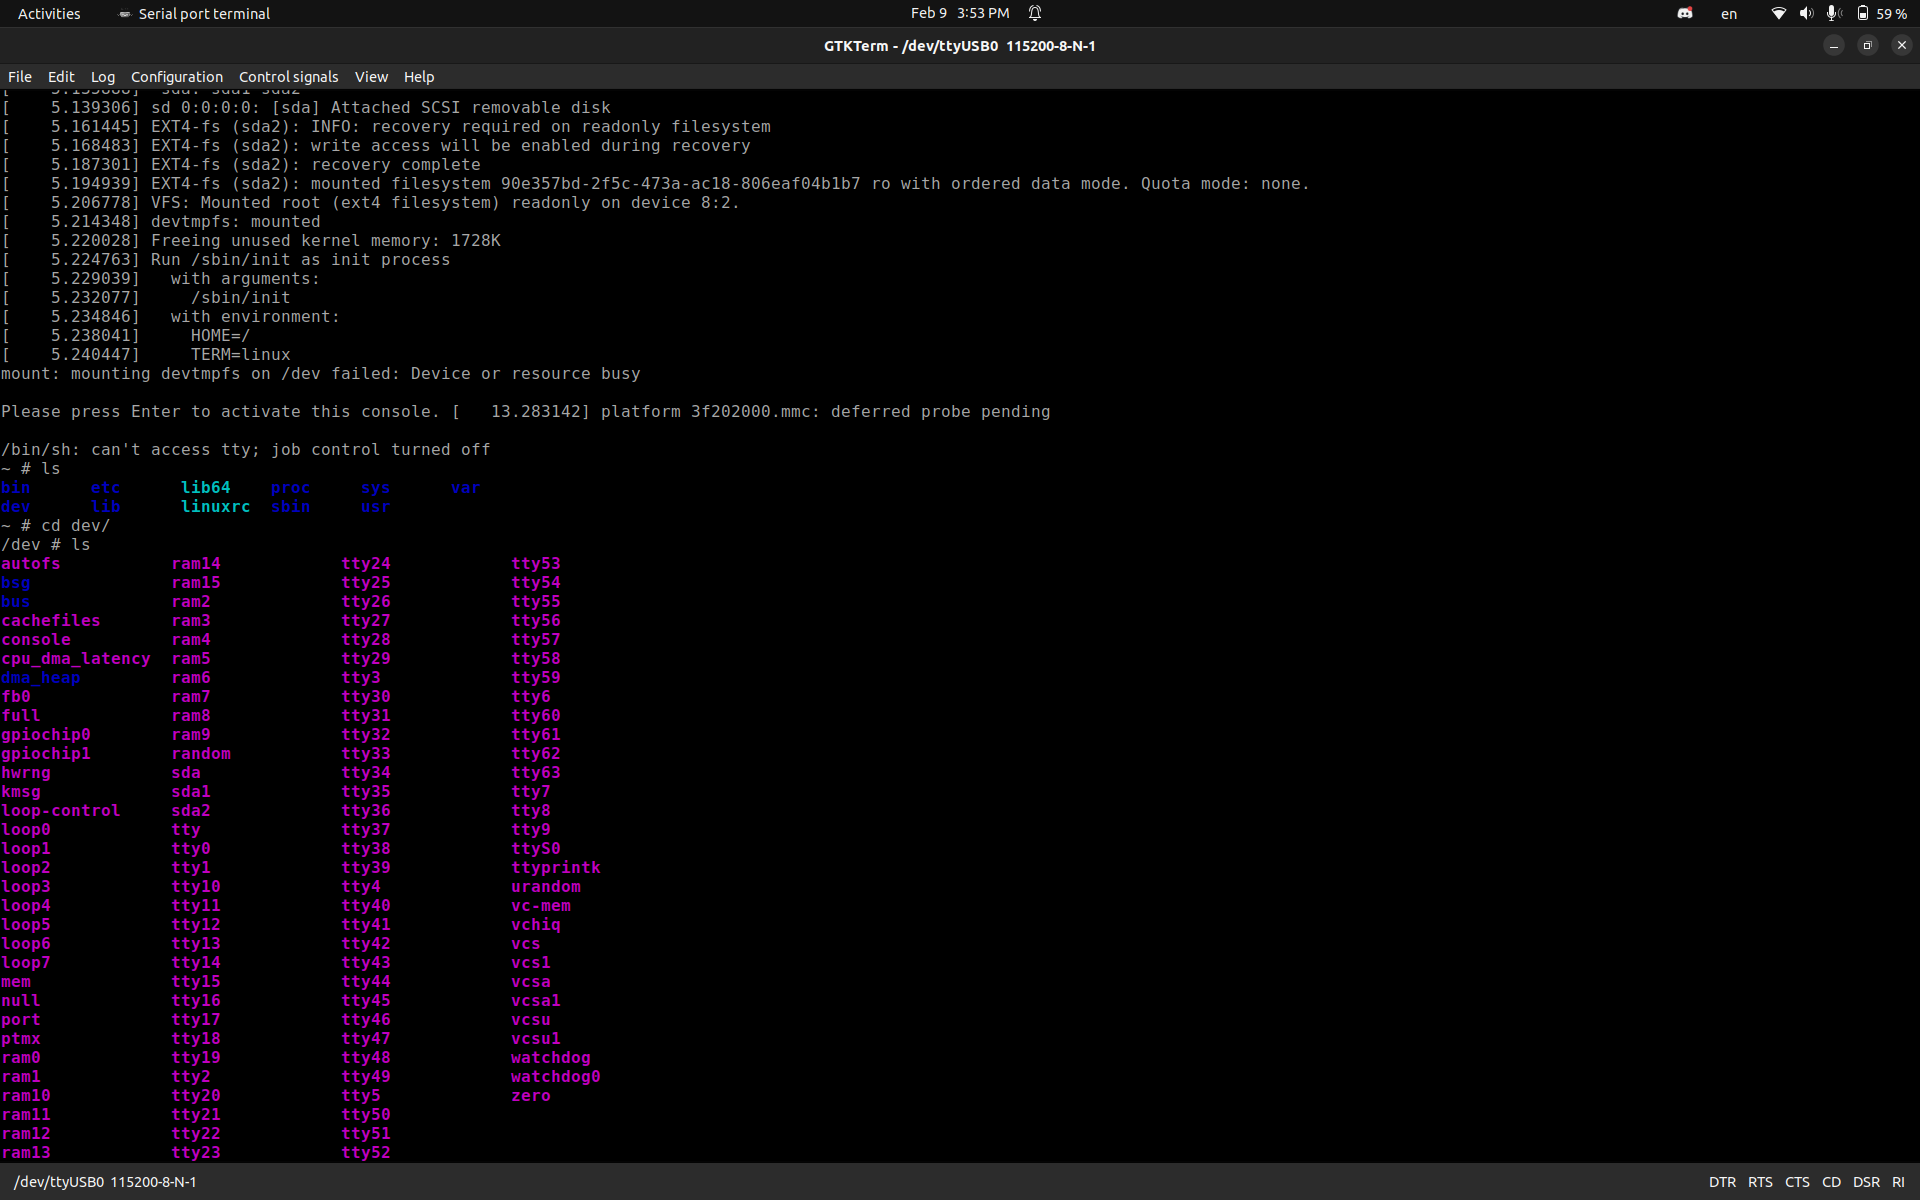 Activities Serial port terminal Feb 9 3:53 PM en 59 %
GTKTerm - /dev/ttyUSB0 115200-8-N-1
File Edit Log Configuration Control signals View Help
[    5.139306] sd 0:0:0:0: [sda] Attached SCSI removable disk
[    5.161445] EXT4-fs (sda2): INFO: recovery required on readonly filesystem
[    5.168483] EXT4-fs (sda2): write access will be enabled during recovery
[    5.187301] EXT4-fs (sda2): recovery complete
[    5.194939] EXT4-fs (sda2): mounted filesystem 90e357bd-2f5c-473a-ac18-806eaf04b1b7 ro with ordered data mode. Quota mode: none.
[    5.206778] VFS: Mounted root (ext4 filesystem) readonly on device 8:2.
[    5.214348] devtmpfs: mounted
[    5.220028] Freeing unused kernel memory: 1728K
[    5.224763] Run /sbin/init as init process
[    5.229039]   with arguments:
[    5.232077]     /sbin/init
[    5.234846]   with environment:
[    5.238041]     HOME=/
[    5.240447]     TERM=linux
mount: mounting devtmpfs on /dev failed: Device or resource busy
Please press Enter to activate this console. [   13.283142] platform 3f202000.mmc: deferred probe pending
/bin/sh: can't access tty; job control turned off
~ # ls
bin      etc      lib64    proc     sys      var
dev      lib      linuxrc  sbin     usr
~ # cd dev/
/dev # ls
autofs           ram14            tty24            tty53
bsg              ram15            tty25            tty54
bus              ram2             tty26            tty55
cachefiles       ram3             tty27            tty56
console          ram4             tty28            tty57
cpu_dma_latency  ram5             tty29            tty58
dma_heap         ram6             tty3             tty59
fb0              ram7             tty30            tty6
full             ram8             tty31            tty60
gpiochip0        ram9             tty32            tty61
gpiochip1        random           tty33            tty62
hwrng            sda              tty34            tty63
kmsg             sda1             tty35            tty7
loop-control     sda2             tty36            tty8
loop0            tty              tty37            tty9
loop1            tty0             tty38            ttyS0
loop2            tty1             tty39            ttyprintk
loop3            tty10            tty4             urandom
loop4            tty11            tty40            vc-mem
loop5            tty12            tty41            vchiq
loop6            tty13            tty42            vcs
loop7            tty14            tty43            vcs1
mem              tty15            tty44            vcsa
null             tty16            tty45            vcsa1
port             tty17            tty46            vcsu
ptmx             tty18            tty47            vcsu1
ram0             tty19            tty48            watchdog
ram1             tty2             tty49            watchdog0
ram10            tty20            tty5             zero
ram11            tty21            tty50
ram12            tty22            tty51
ram13            tty23            tty52
/dev/ttyUSB0 115200-8-N-1 DTR RTS CTS CD DSR RI